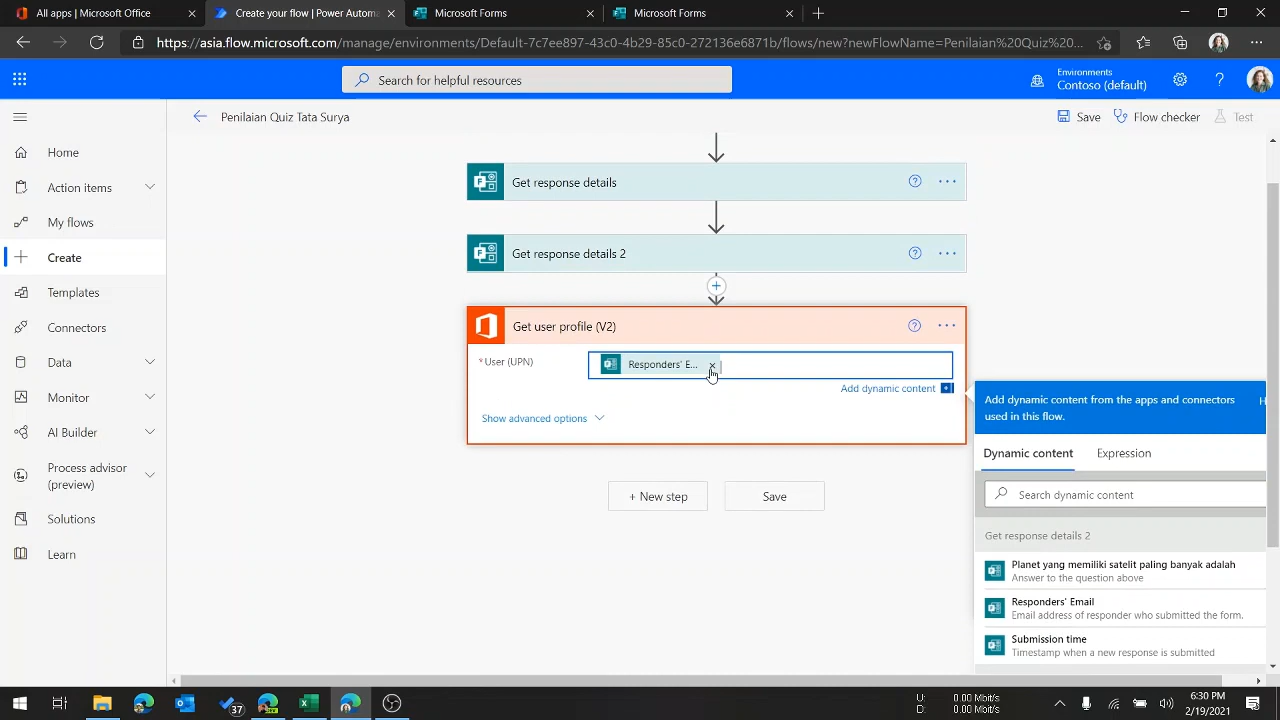 All apps | Microsoft Office
Create your flow | Power Automa
Microsoft Forms
Microsoft Forms
https://asia.flow.microsoft.com/manage/environments/Default-7c7ee897-43c0-4b29-85c0-272136e6871b/flows/new?newFlowName=Penilaian%20Quiz%20...
Search for helpful resources
Environments
Contoso (default)
Penilaian Quiz Tata Surya
Save
Flow checker
Test
Home
Action items
My flows
Create
Templates
Connectors
Data
Monitor
AI Builder
Process advisor
(preview)
Solutions
Learn
Get response details
Get response details 2
Get user profile (V2)
*User (UPN)
Responders' E...
Add dynamic content
Show advanced options
+ New step
Save
Add dynamic content from the apps and connectors
used in this flow.
H
Dynamic content
Expression
Search dynamic content
Get response details 2
Planet yang memiliki satelit paling banyak adalah
Answer to the question above
Responders' Email
Email address of responder who submitted the form.
Submission time
Timestamp when a new response is submitted
37
U: 0.00 Mbit/s
D: 0.00 Mbit/s
6:30 PM
2/19/2021